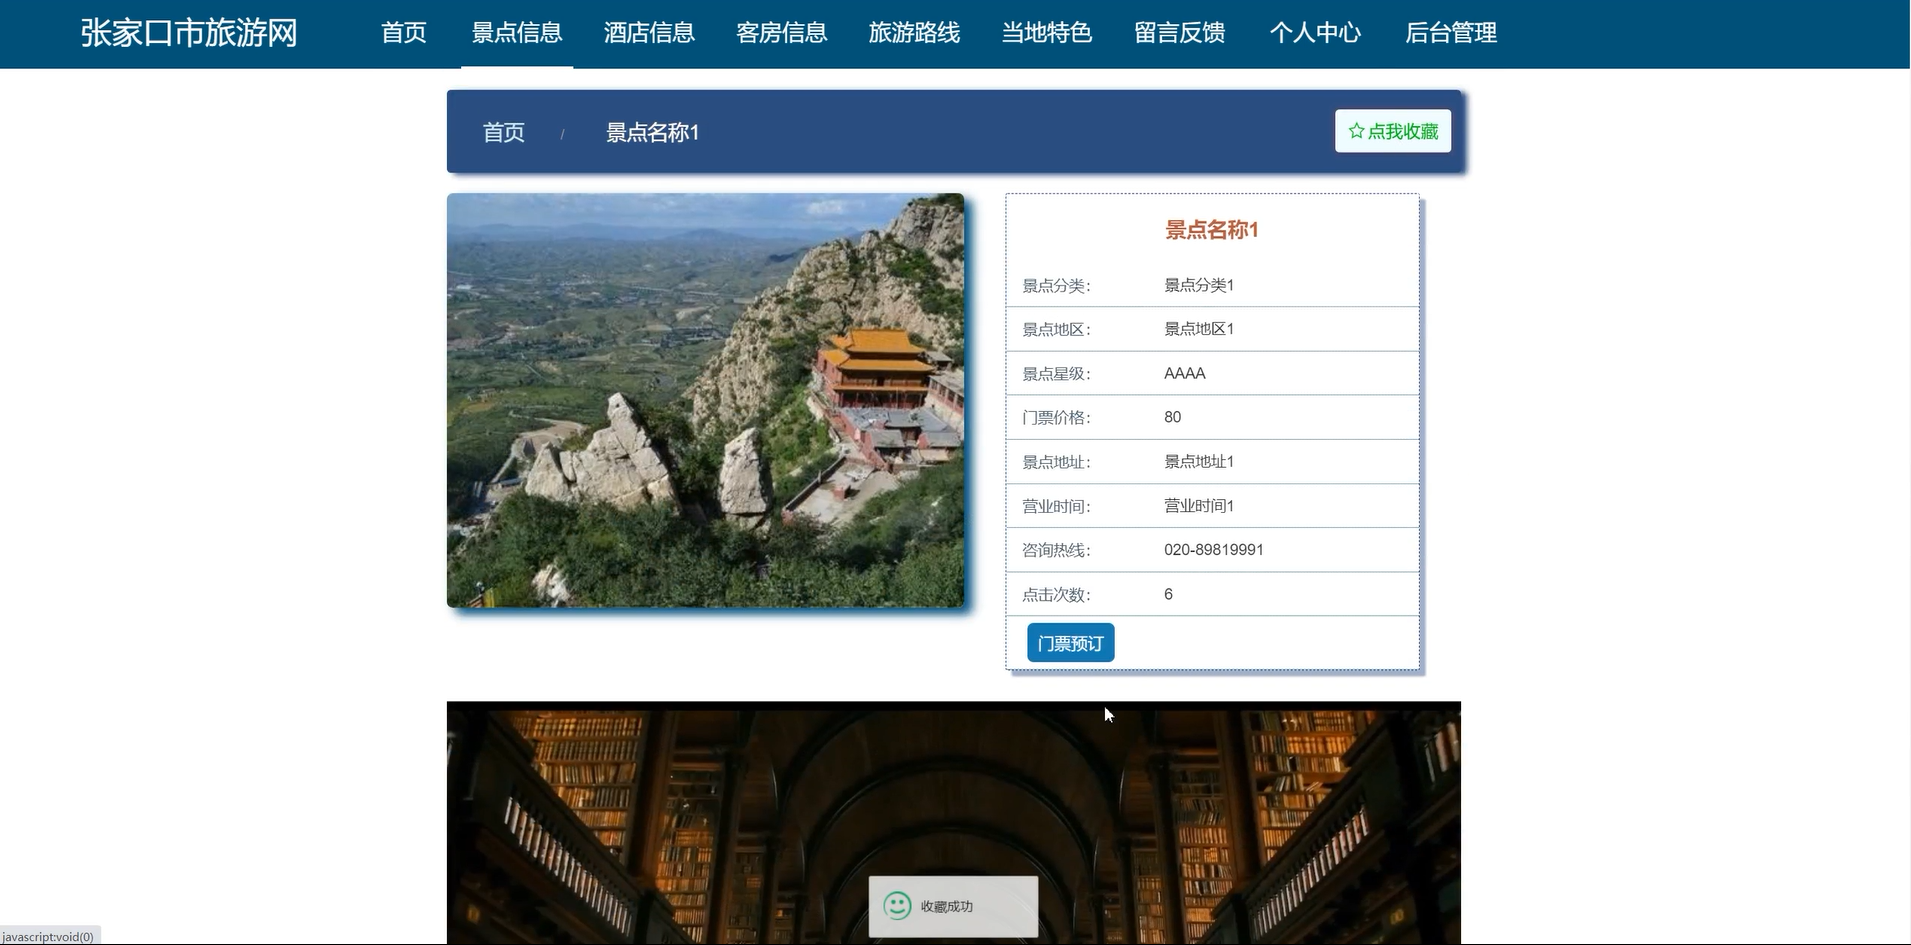 张家口市旅游网 首页 景点信息 酒店信息 客房信息 旅游路线 当地特色 留言反馈 个人中心 后台管理
首页 / 景点名称1 点我收藏
景点名称1
景点分类: 景点分类1
景点地区: 景点地区1
景点星级: AAAA
门票价格: 80
景点地址: 景点地址1
营业时间: 营业时间1
咨询热线: 020-89819991
点击次数: 6
门票预订
收藏成功
javascript:void(0)